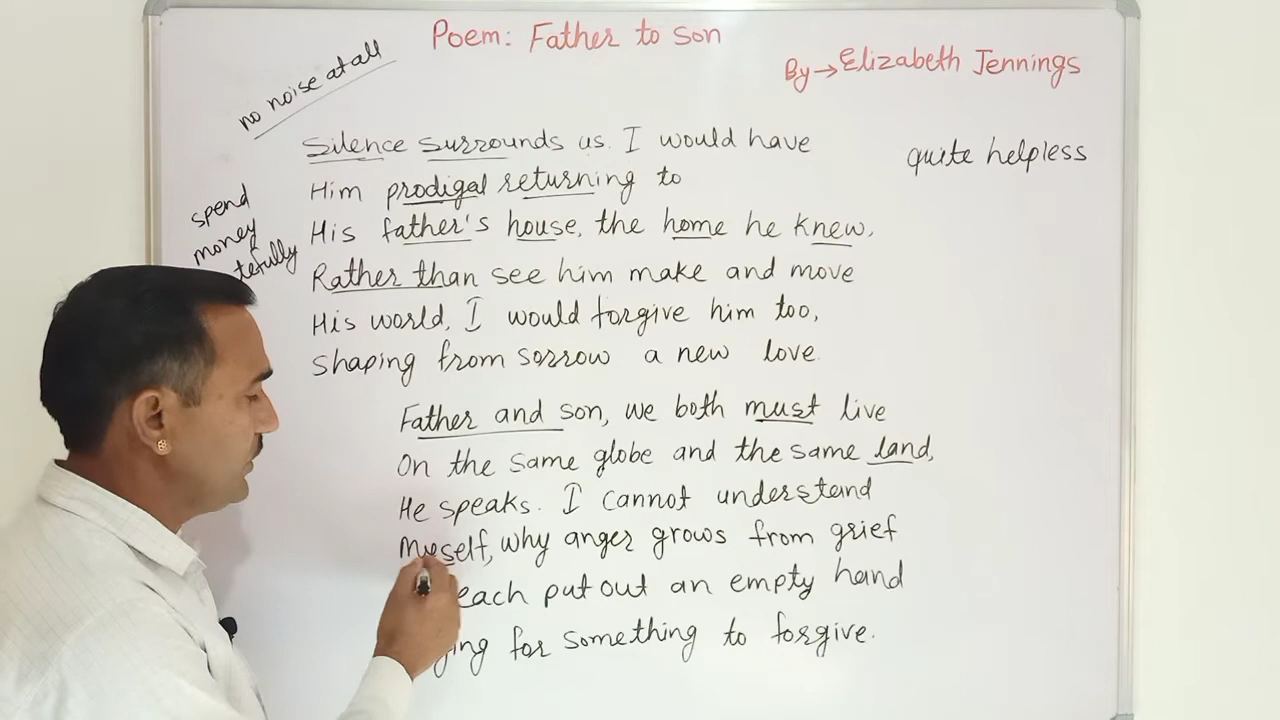 Poem: Father to Son
By → Elizabeth Jennings
no noise at all
quite helpless
spend
money
Silence surrounds us. I would have
Him prodigal returning to
His father's house, the home he knew,
Rather than see him make and move
His world, I would forgive him too,
Shaping from sorrow a new love.
Father and son, we both must live
On the same globe and the same land,
He speaks. I cannot understand
Myself, why anger grows from grief
each put out an empty hand
for something to forgive.